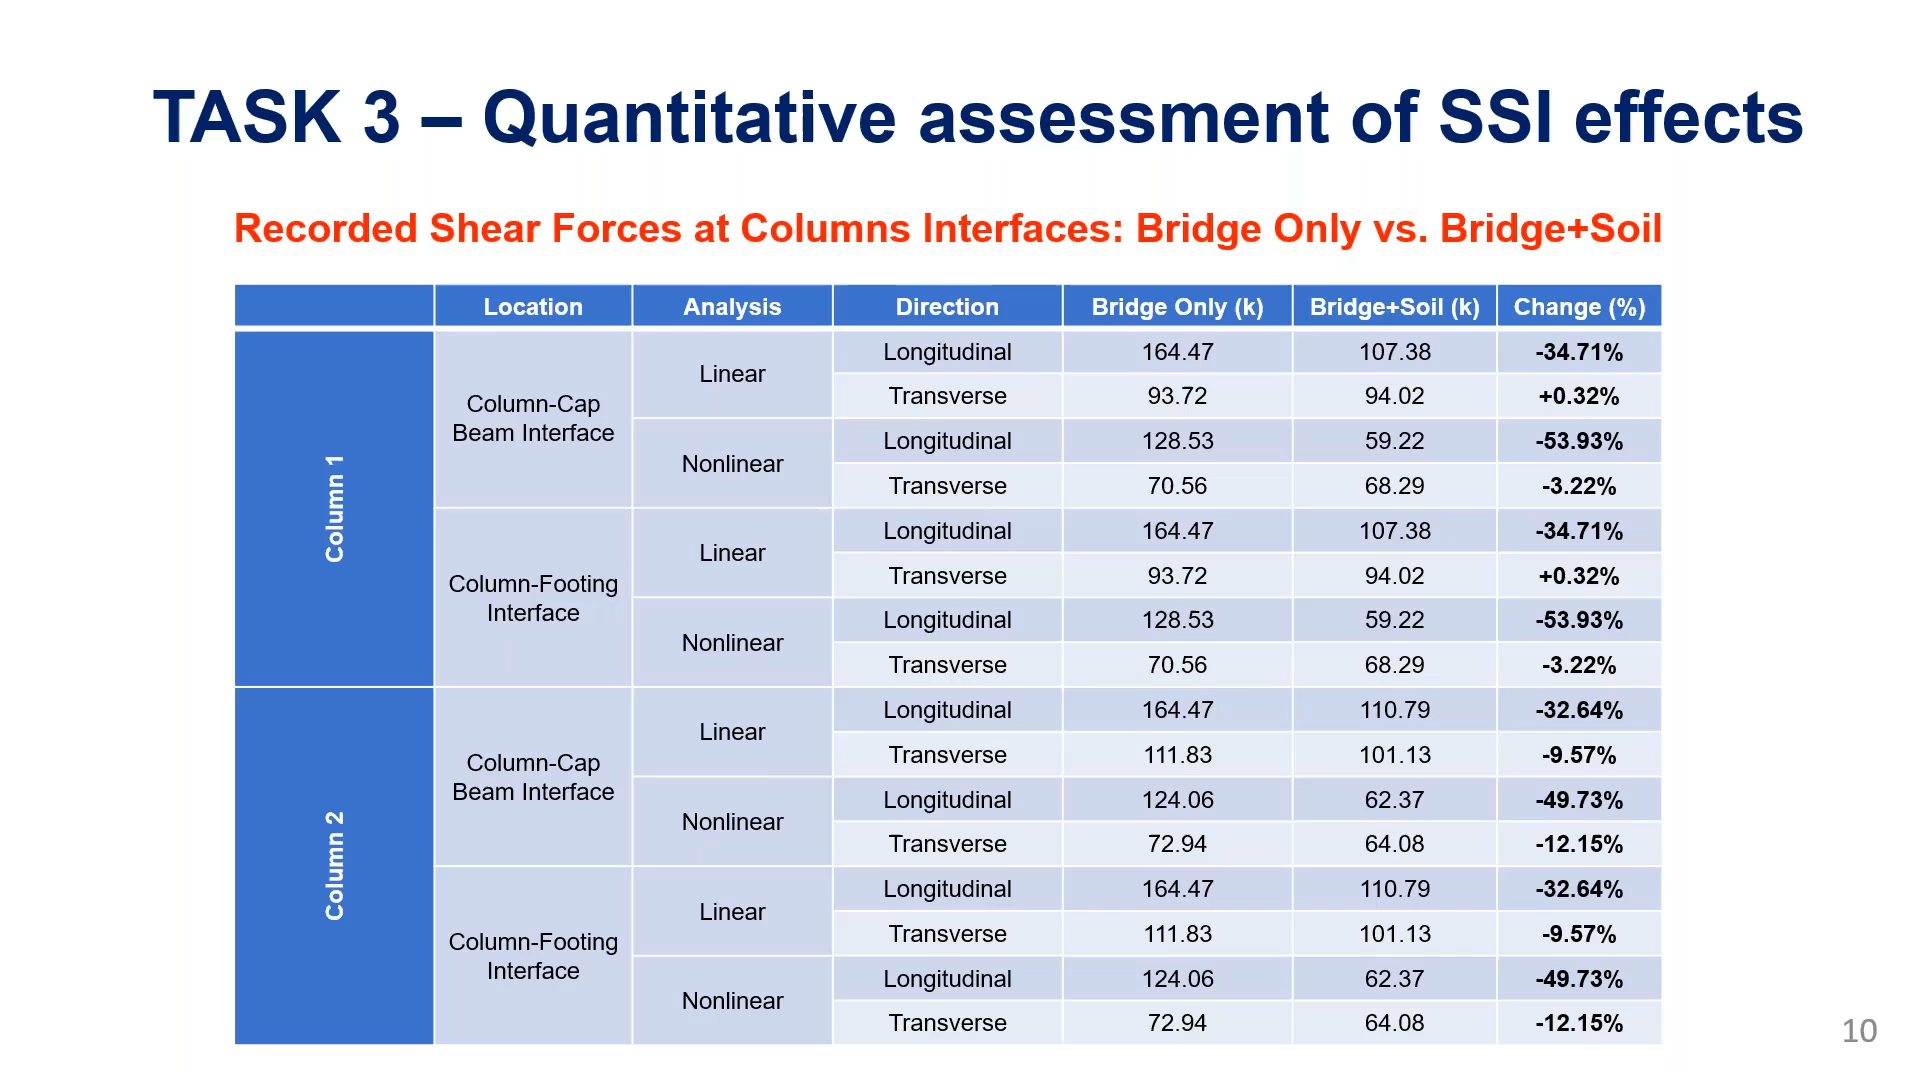 TASK 3 – Quantitative assessment of SSI effects
Recorded Shear Forces at Columns Interfaces: Bridge Only vs. Bridge+Soil
Location Analysis Direction Bridge Only (k) Bridge+Soil (k) Change (%)
Column 1
Column-Cap
Beam Interface
Linear
Longitudinal 164.47 107.38 -34.71%
Transverse 93.72 94.02 +0.32%
Nonlinear
Longitudinal 128.53 59.22 -53.93%
Transverse 70.56 68.29 -3.22%
Column-Footing
Interface
Linear
Longitudinal 164.47 107.38 -34.71%
Transverse 93.72 94.02 +0.32%
Nonlinear
Longitudinal 128.53 59.22 -53.93%
Transverse 70.56 68.29 -3.22%
Column 2
Column-Cap
Beam Interface
Linear
Longitudinal 164.47 110.79 -32.64%
Transverse 111.83 101.13 -9.57%
Nonlinear
Longitudinal 124.06 62.37 -49.73%
Transverse 72.94 64.08 -12.15%
Column-Footing
Interface
Linear
Longitudinal 164.47 110.79 -32.64%
Transverse 111.83 101.13 -9.57%
Nonlinear
Longitudinal 124.06 62.37 -49.73%
Transverse 72.94 64.08 -12.15%
10